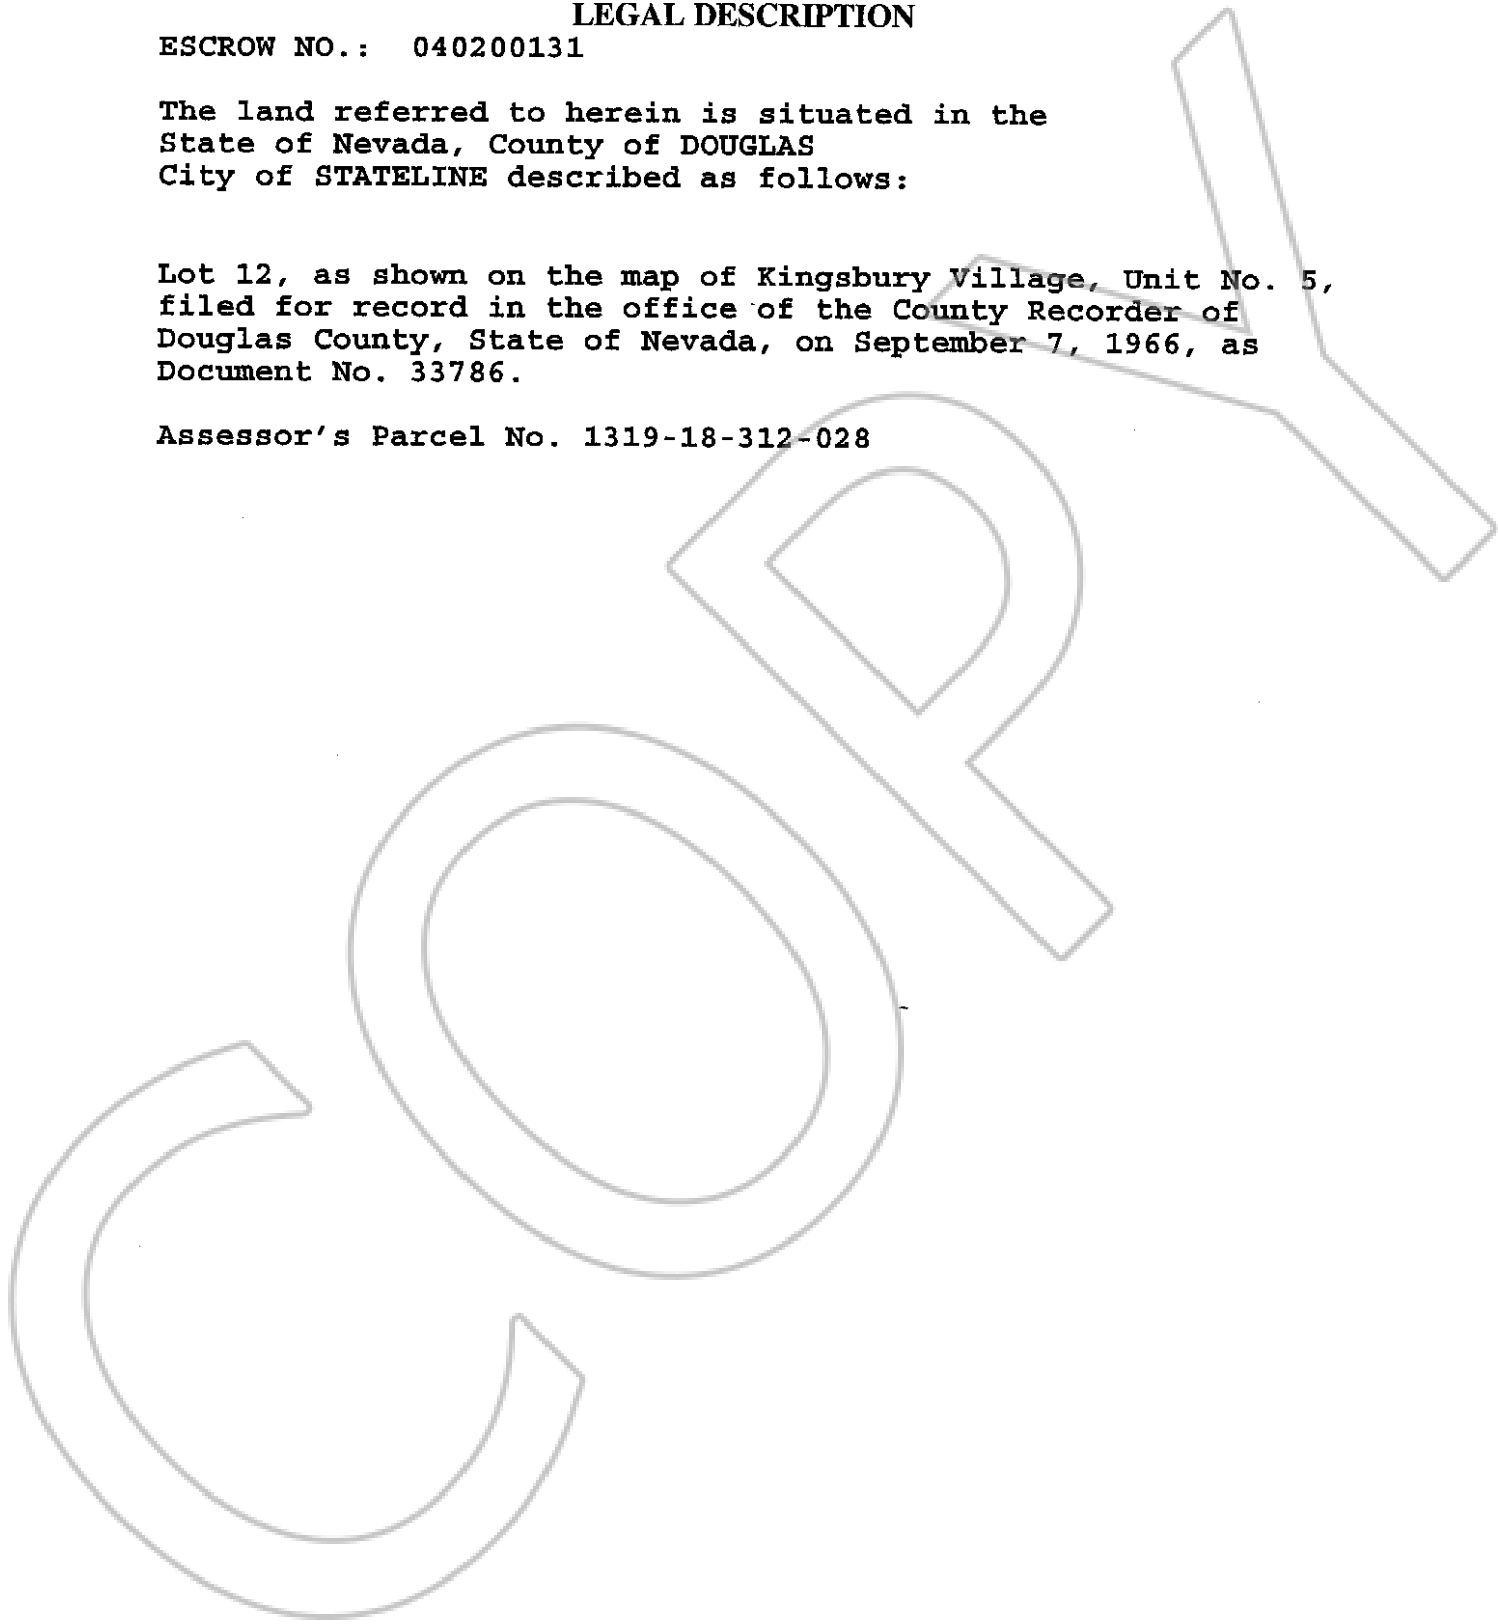 LEGAL DESCRIPTION
ESCROW NO.: 040200131
The land referred to herein is situated in the
State of Nevada, County of DOUGLAS
City of STATELINE described as follows:
Lot 12, as shown on the map of Kingsbury Village, Unit No. 5,
filed for record in the office of the County Recorder of
Douglas County, State of Nevada, on September 7, 1966, as
Document No. 33786.
Assessor's Parcel No. 1319-18-312-028
COPY